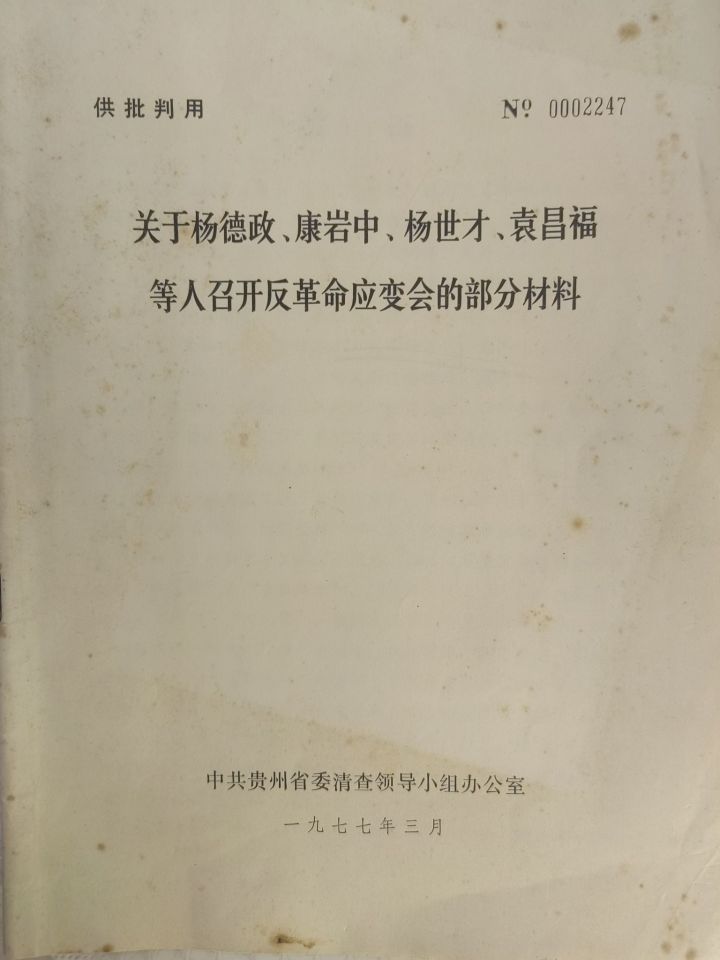 供批判用
№ 0002247
关于杨德政、康岩中、杨世才、袁昌福
等人召开反革命应变会的部分材料
中共贵州省委清查领导小组办公室
一九七七年三月